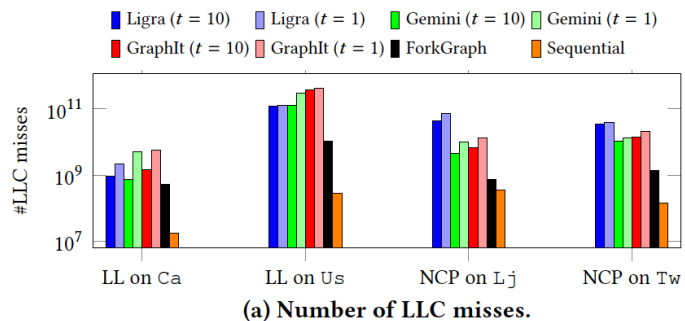 Ligra (t = 10) Ligra (t = 1) Gemini (t = 10) Gemini (t = 1)
GraphIt (t = 10) GraphIt (t = 1) ForkGraph Sequential
#LLC misses
10^11
10^9
10^7
LL on Ca LL on Us NCP on Lj NCP on Tw
(a) Number of LLC misses.